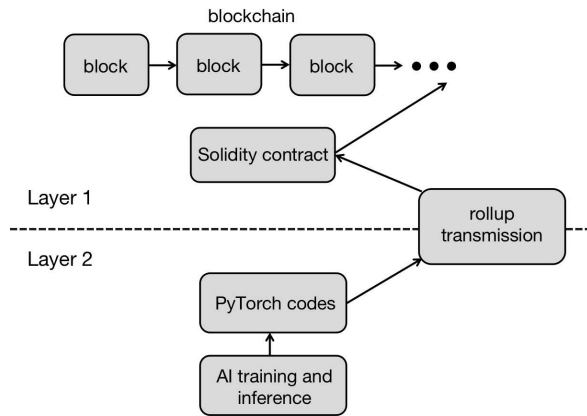 blockchain
block
block
block
Solidity contract
Layer 1
rollup
transmission
Layer 2
PyTorch codes
AI training and
inference